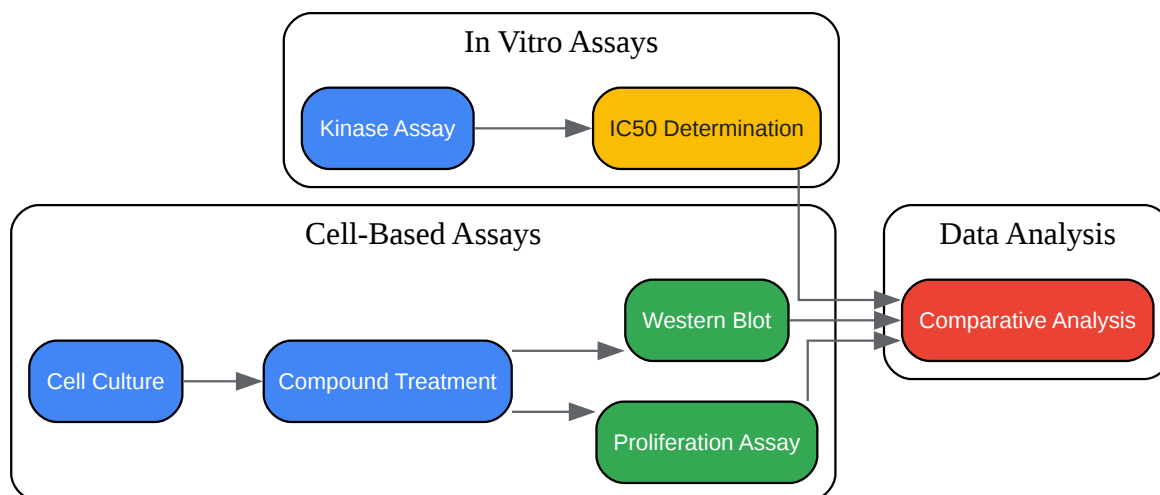 In Vitro Assays
Kinase Assay
IC50 Determination
Cell-Based Assays
Data Analysis
Western Blot
Comparative Analysis
Cell Culture
Compound Treatment
Proliferation Assay